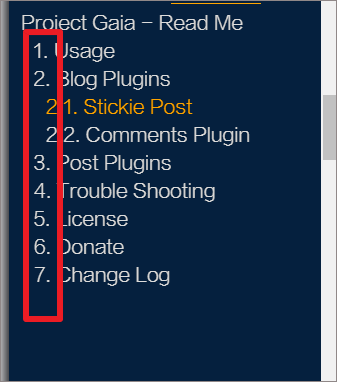 Project Gaia – Read Me
1. Usage
2. Blog Plugins
2.1. Stickie Post
2.2. Comments Plugin
3. Post Plugins
4. Trouble Shooting
5. License
6. Donate
7. Change Log